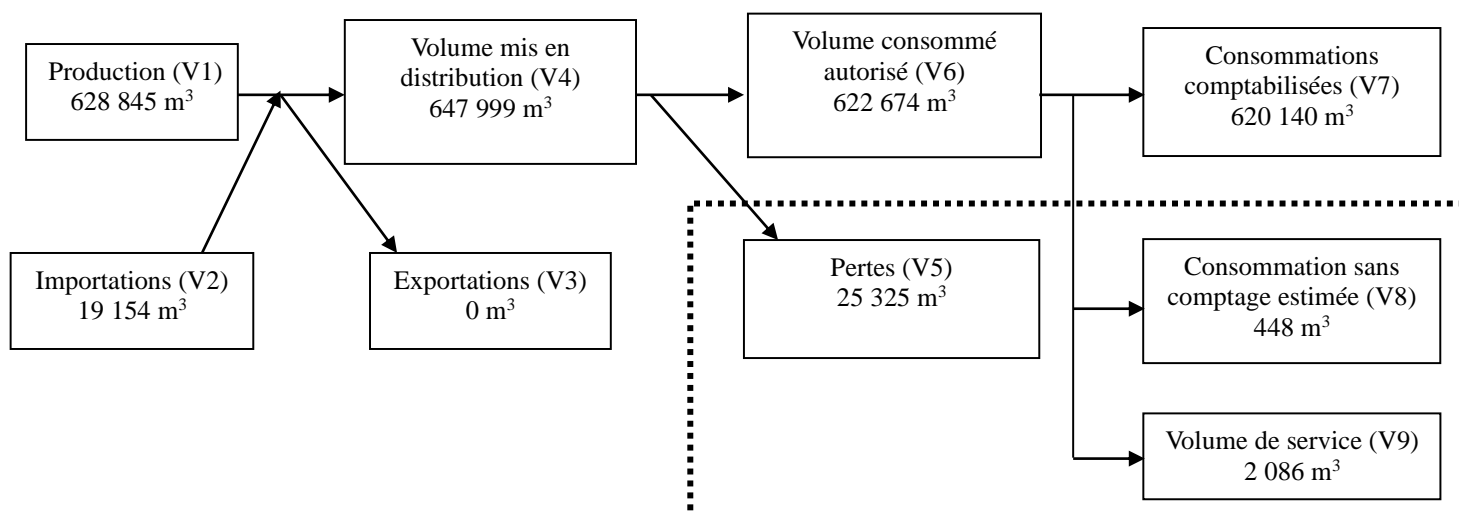 Production (V1)
628 845 m³
Volume mis en
distribution (V4)
647 999 m³
Volume consommé
autorisé (V6)
622 674 m³
Consommations
comptabilisées (V7)
620 140 m³
Importations (V2)
19 154 m³
Exportations (V3)
0 m³
Pertes (V5)
25 325 m³
Consommation sans
comptage estimée (V8)
448 m³
Volume de service (V9)
2 086 m³